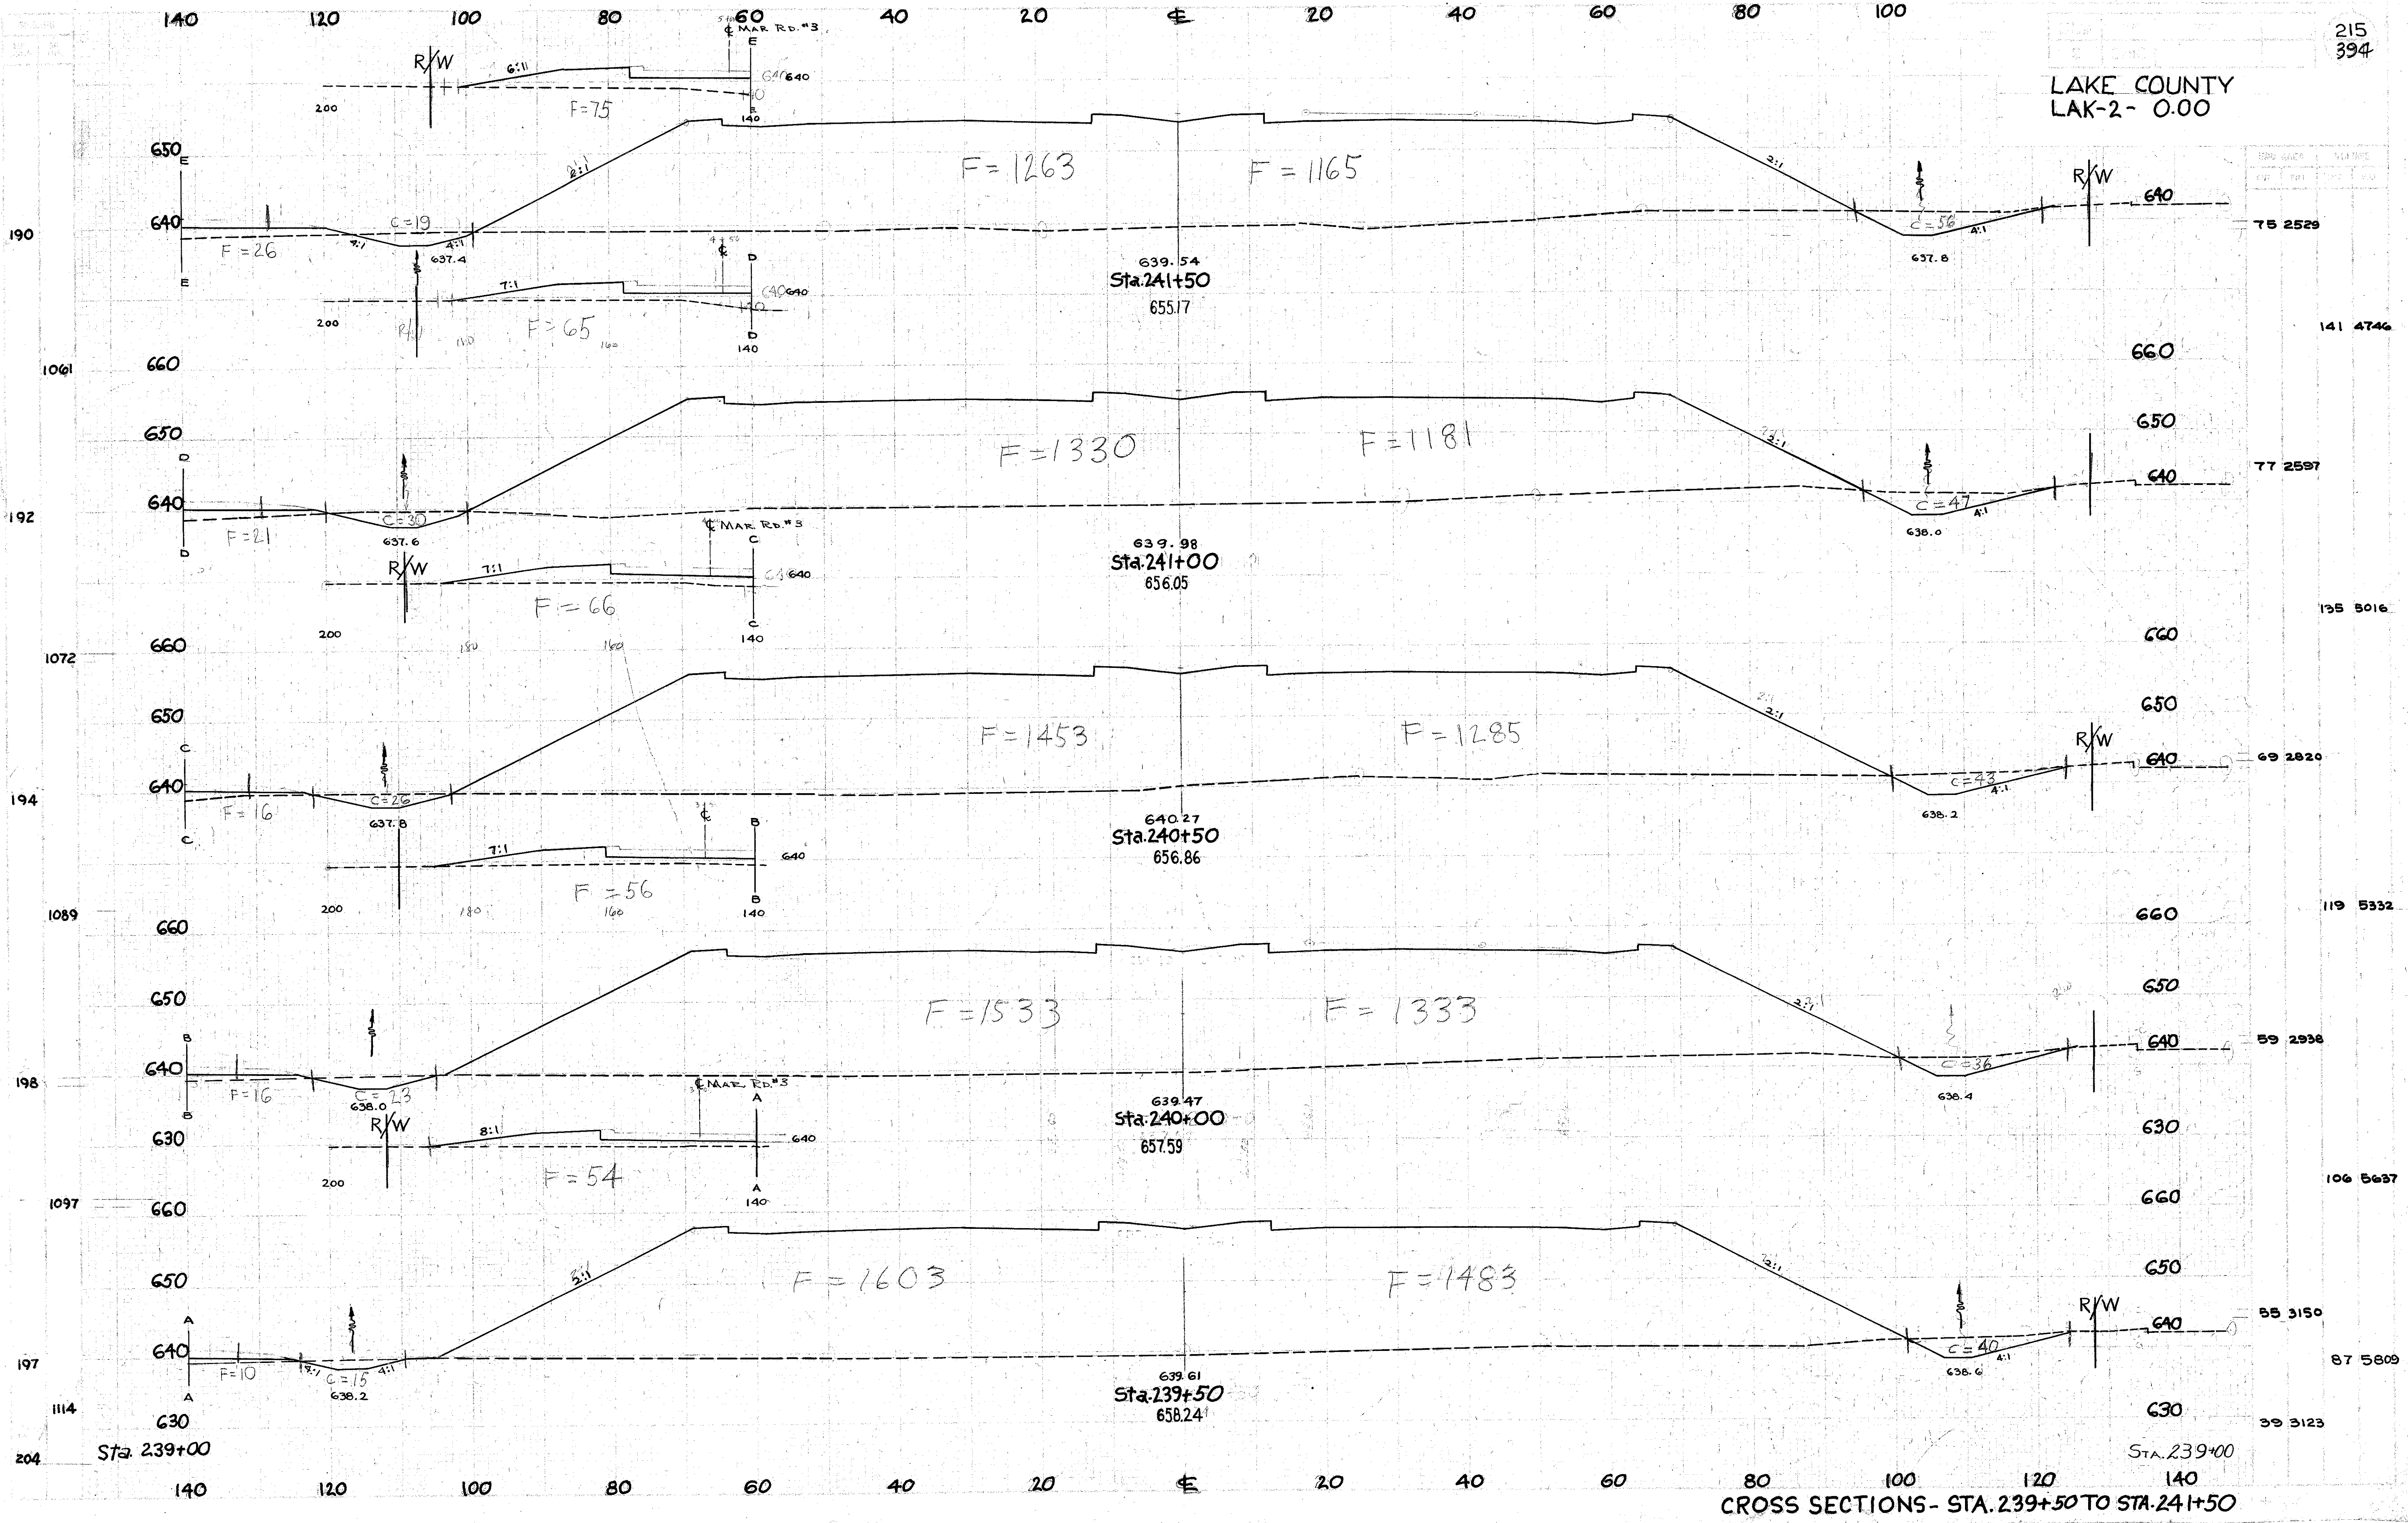 140 120 100 80 60 40 20 ℄ 20 40 60 80 100
215
394
LAKE COUNTY
LAK-2- 0.00
℄ MAR RD. #3
R/W 6:1 E 640
200 F=75 E 140
650 E 2:1 F=1263 F=1165 2:1 R/W
190 640 C=19 C=56 640
F=26 4:1 4:1 75 2529
637.4 639.54 637.8
E Sta.241+50
655.17
℄ D
7:1 640
200 R/W F=65 D
180 160 140
141 4746
1061 660 660
650 F=1330 F=1181 2:1 650
D 77 2597
192 640 C=30 C=47 640
F=21 4:1
D 637.6 639.98 638.0
Sta.241+00
656.05
℄ MAR. RD. #3
R/W 7:1 C 640
F=66
200 C 140
135 5016
1072 660 180 160 660
650 F=1453 F=1285 2:1 650
C R/W
194 640 C=26 C=43 640 69 2820
F=16 4:1
C 637.8 640.27 638.2
Sta.240+50
656.86
℄ B
7:1 640
F=56 B
200 180 160 140
1089 119 5332
660 660
650 F=1533 F=1333 2:1 650
B
198 640 C=36 640 59 2938
F=16 C=23
B 638.0 639.47 638.4
Sta.240+00
657.59
℄ MAR RD. #3
A
630 R/W 8:1 640 630
200 F=54 A 140
1097 106 5637
660 660
650 2:1 F=1603 F=1483 2:1 650
A R/W 55 3150
197 640 C=40 640
F=10 C=15 4:1 4:1 87 5809
A 638.2 639.61 638.6
Sta.239+50
658.24
1114 630 630 39 3123
204 Sta. 239+00 STA. 239+00
140 120 100 80 60 40 20 ℄ 20 40 60 80 100 120 140
CROSS SECTIONS - STA. 239+50 TO STA. 241+50